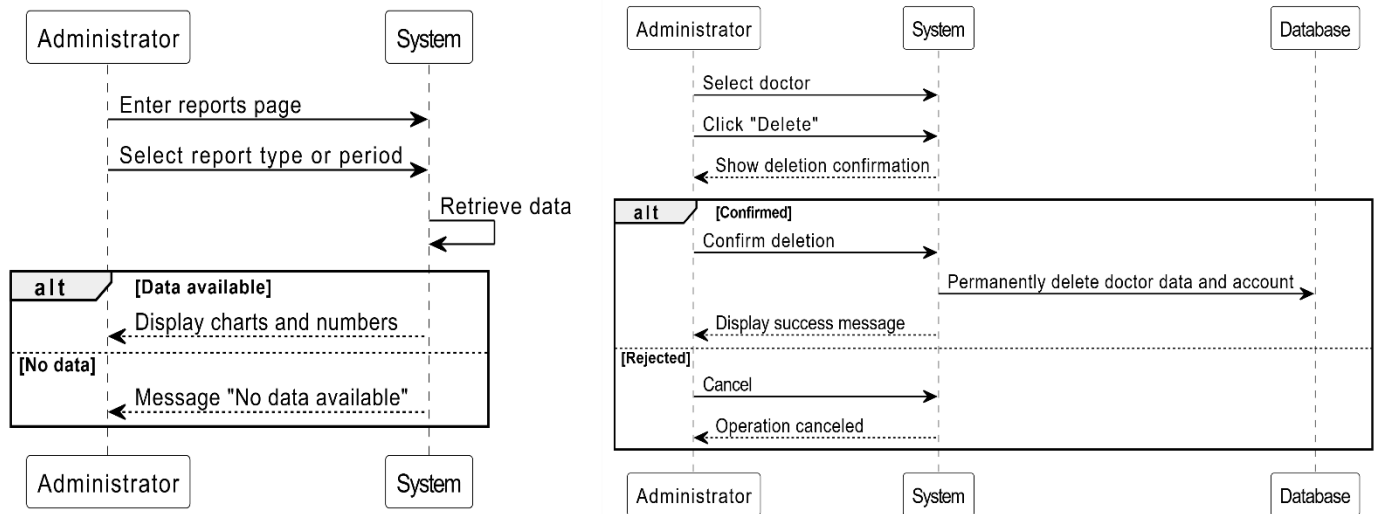 Administrator
System
Enter reports page
Select report type or period
Retrieve data
alt
[Data available]
Display charts and numbers
[No data]
Message "No data available"
Administrator
System
Administrator
System
Database
Select doctor
Click "Delete"
Show deletion confirmation
alt
[Confirmed]
Confirm deletion
Permanently delete doctor data and account
Display success message
[Rejected]
Cancel
Operation canceled
Administrator
System
Database